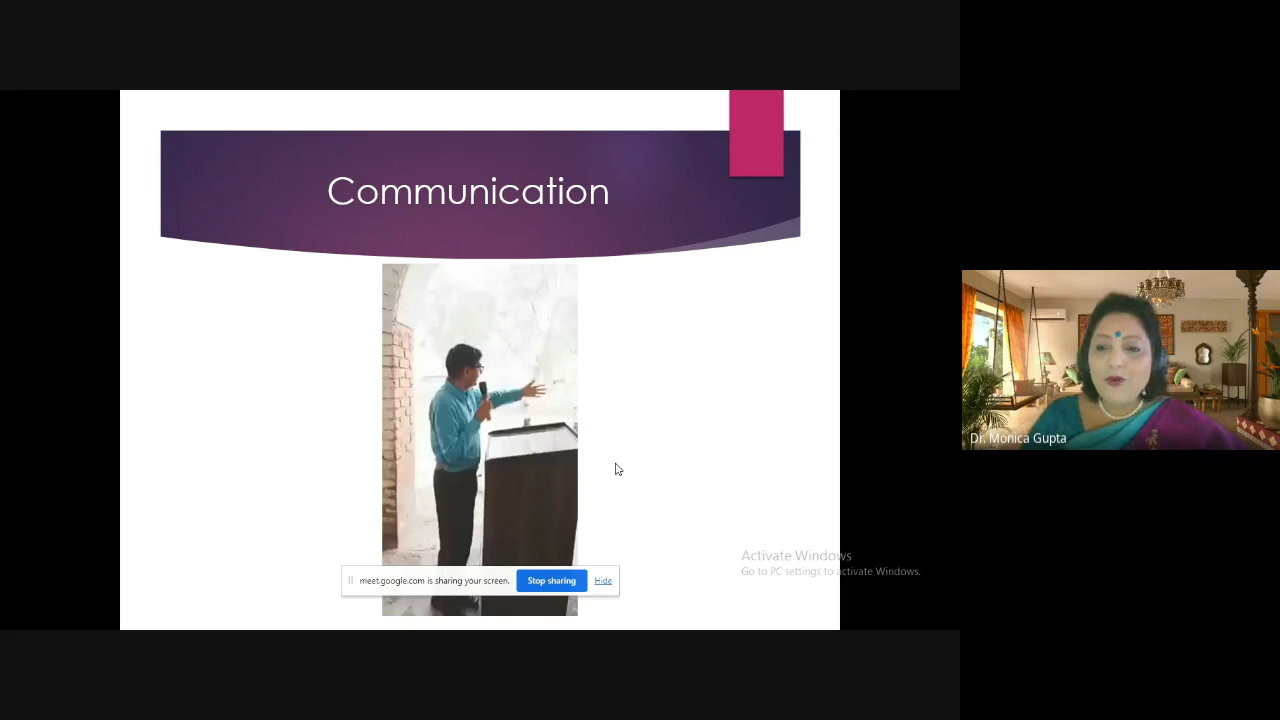 Communication
Dr. Monica Gupta
Activate Windows
Go to PC settings to activate Windows.
meet.google.com is sharing your screen. Stop sharing Hide